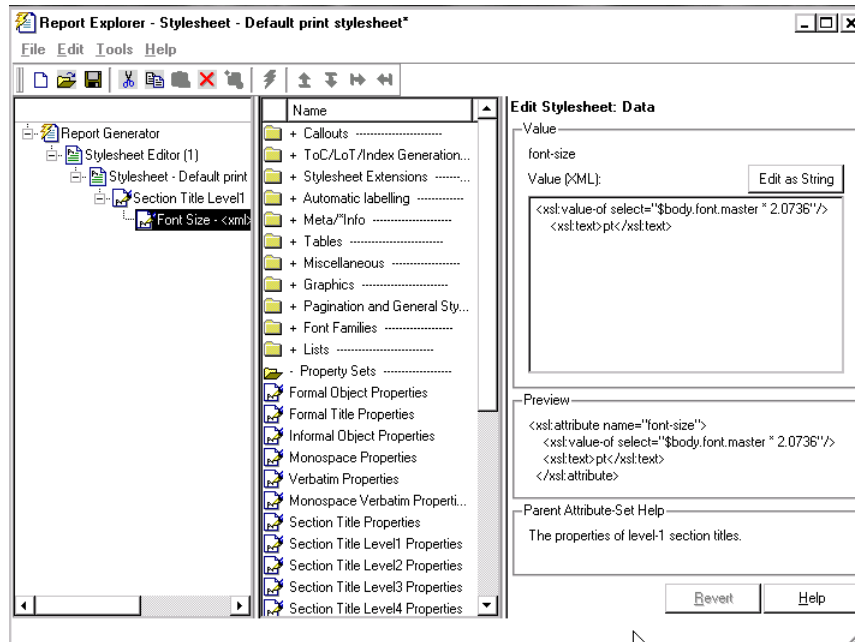 Report Explorer - Stylesheet - Default print stylesheet*
File Edit Tools Help
Report Generator
Stylesheet Editor (1)
Stylesheet - Default print
Section Title Level1
Font Size - <xml>
Name
+ Callouts ------------------------
+ ToC/LoT/Index Generation...
+ Stylesheet Extensions -------...
+ Automatic labelling -------------
+ Meta/*Info ----------------------
+ Tables --------------------------
+ Miscellaneous -------------------
+ Graphics ------------------------
+ Pagination and General Sty...
+ Font Families -------------------
+ Lists ---------------------------
- Property Sets -------------------
Formal Object Properties
Formal Title Properties
Informal Object Properties
Monospace Properties
Verbatim Properties
Monospace Verbatim Properti...
Section Title Properties
Section Title Level1 Properties
Section Title Level2 Properties
Section Title Level3 Properties
Section Title Level4 Properties
Edit Stylesheet: Data
Value
font-size
Value (XML):
Edit as String
<xsl:value-of select="$body.font.master * 2.0736"/>
<xsl:text>pt</xsl:text>
Preview
<xsl:attribute name="font-size">
<xsl:value-of select="$body.font.master * 2.0736"/>
<xsl:text>pt</xsl:text>
</xsl:attribute>
Parent Attribute-Set Help
The properties of level-1 section titles.
Revert Help